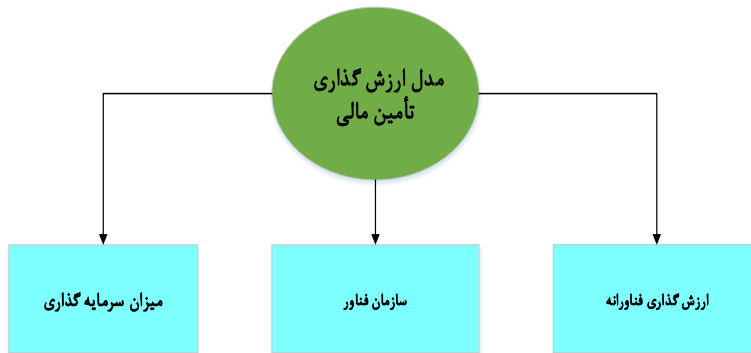 مدل ارزش گذاری
تأمین مالی
ارزش گذاری فناورانه
سازمان فناور
میزان سرمایه گذاری